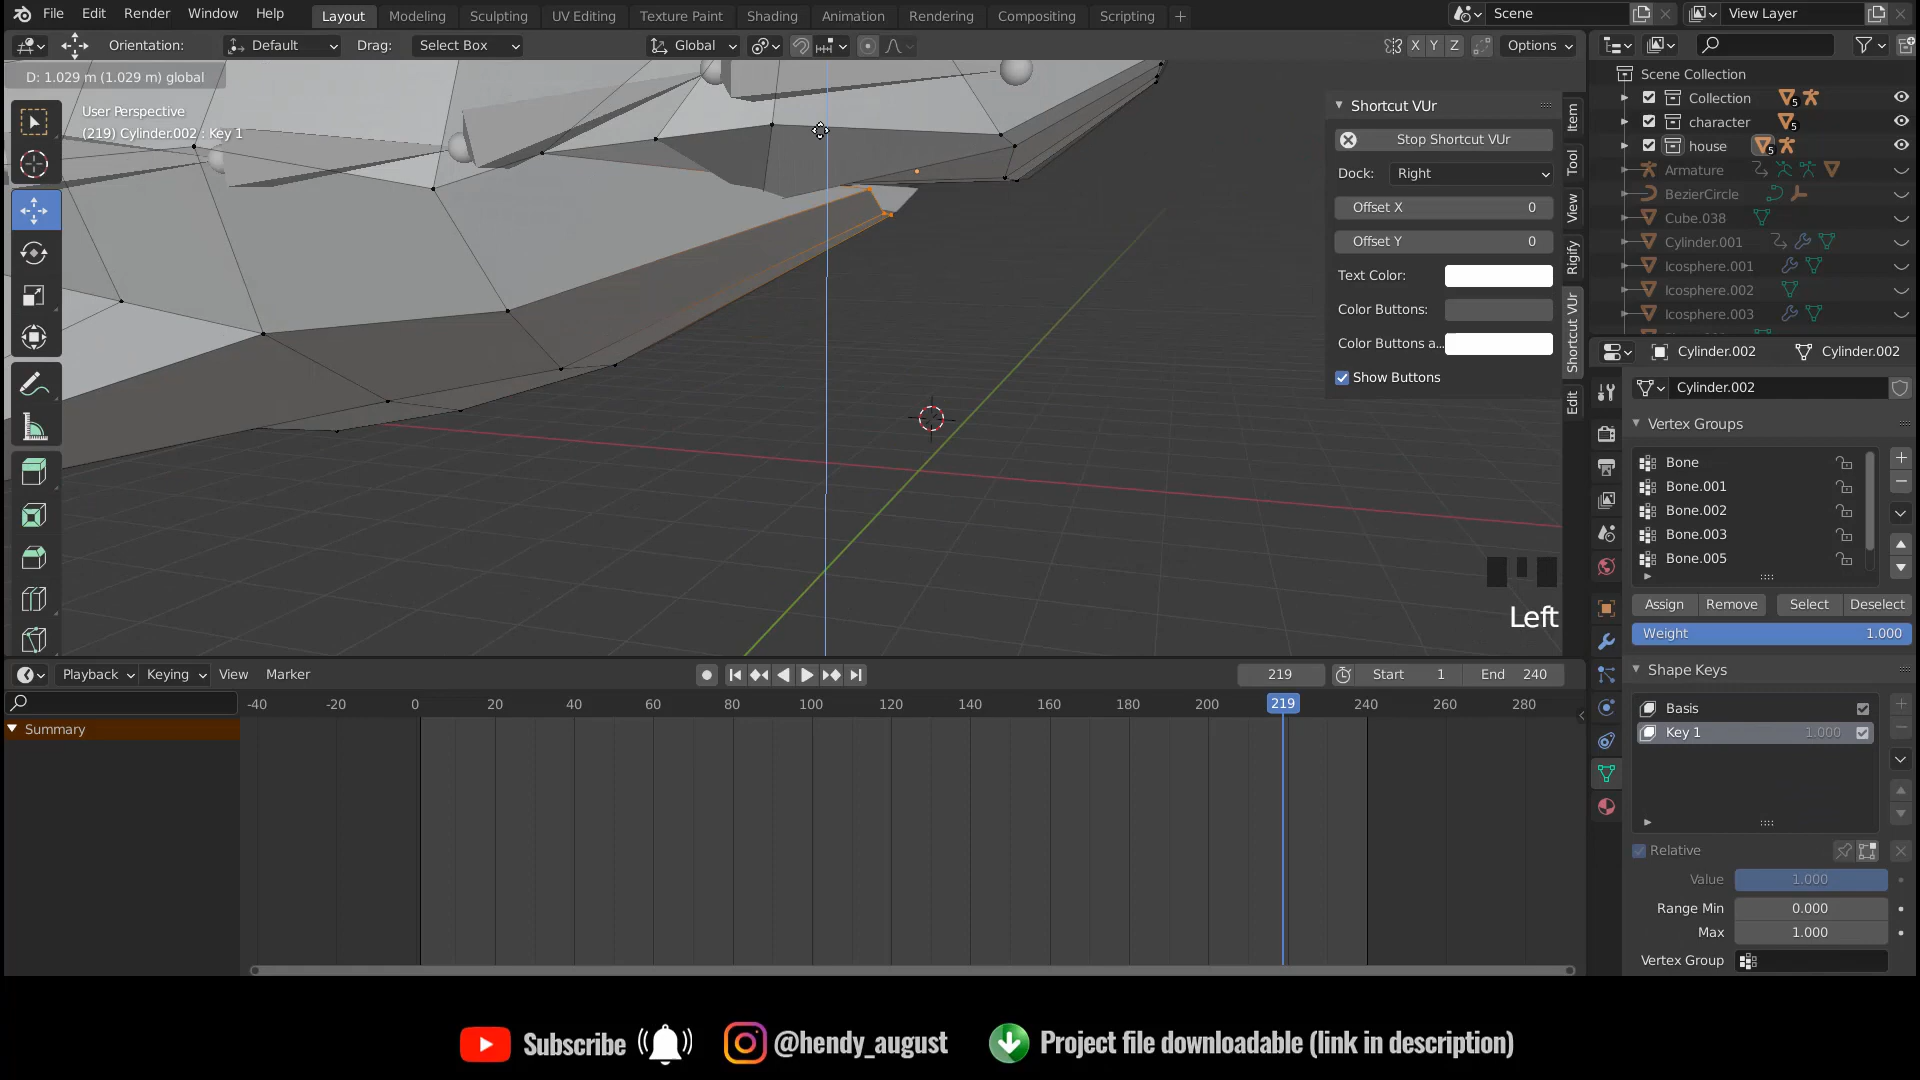 File Edit Render Window Help Layout Modeling Sculpting UV Editing Texture Paint Shading Animation Rendering Compositing Scripting + Scene View Layer
Orientation: Default Drag: Select Box Global X Y Z Options
D: 1.029 m (1.029 m) global
User Perspective
(219) Cylinder.002 : Key 1
Shortcut VUr
Stop Shortcut VUr
Dock: Right
Offset X 0
Offset Y 0
Text Color:
Color Buttons:
Color Buttons a...
Show Buttons
Item
Tool
View
Rigify
Shortcut VUr
Edit
Left
Scene Collection
Collection 5
character 5
house 5
Armature
BezierCircle
Cube.038
Cylinder.001
Icosphere.001
Icosphere.002
Icosphere.003
Cylinder.002 Cylinder.002
Cylinder.002
Vertex Groups
Bone
Bone.001
Bone.002
Bone.003
Bone.005
Assign Remove Select Deselect
Weight 1.000
Shape Keys
Basis
Key 1 1.000
Relative
Value 1.000
Range Min 0.000
Max 1.000
Vertex Group
Playback Keying View Marker 219 Start 1 End 240
-40 -20 0 20 40 60 80 100 120 140 160 180 200 219 240 260 280
Summary
Subscribe @hendy_august Project file downloadable (link in description)